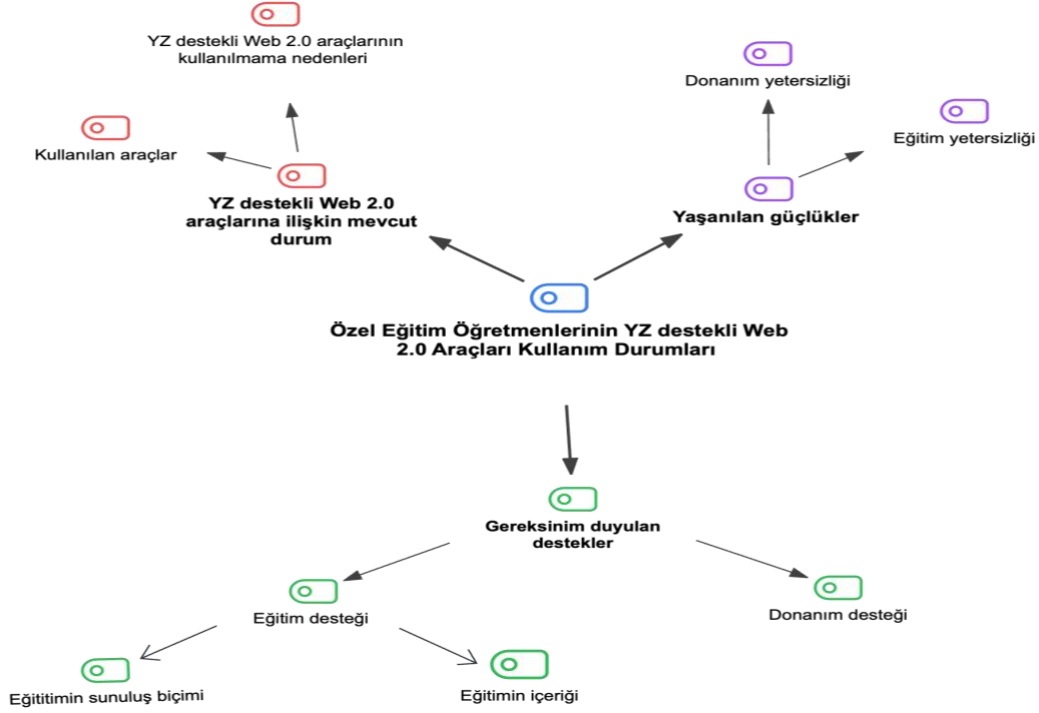 YZ destekli Web 2.0 araçlarının
kullanılmama nedenleri
Donanım yetersizliği
Eğitim yetersizliği
Kullanılan araçlar
YZ destekli Web 2.0
araçlarına ilişkin mevcut
durum
Yaşanılan güçlükler
Özel Eğitim Öğretmenlerinin YZ destekli Web
2.0 Araçları Kullanım Durumları
Gereksinim duyulan
destekler
Eğitim desteği
Donanım desteği
Eğititimin sunuluş biçimi
Eğitimin içeriği